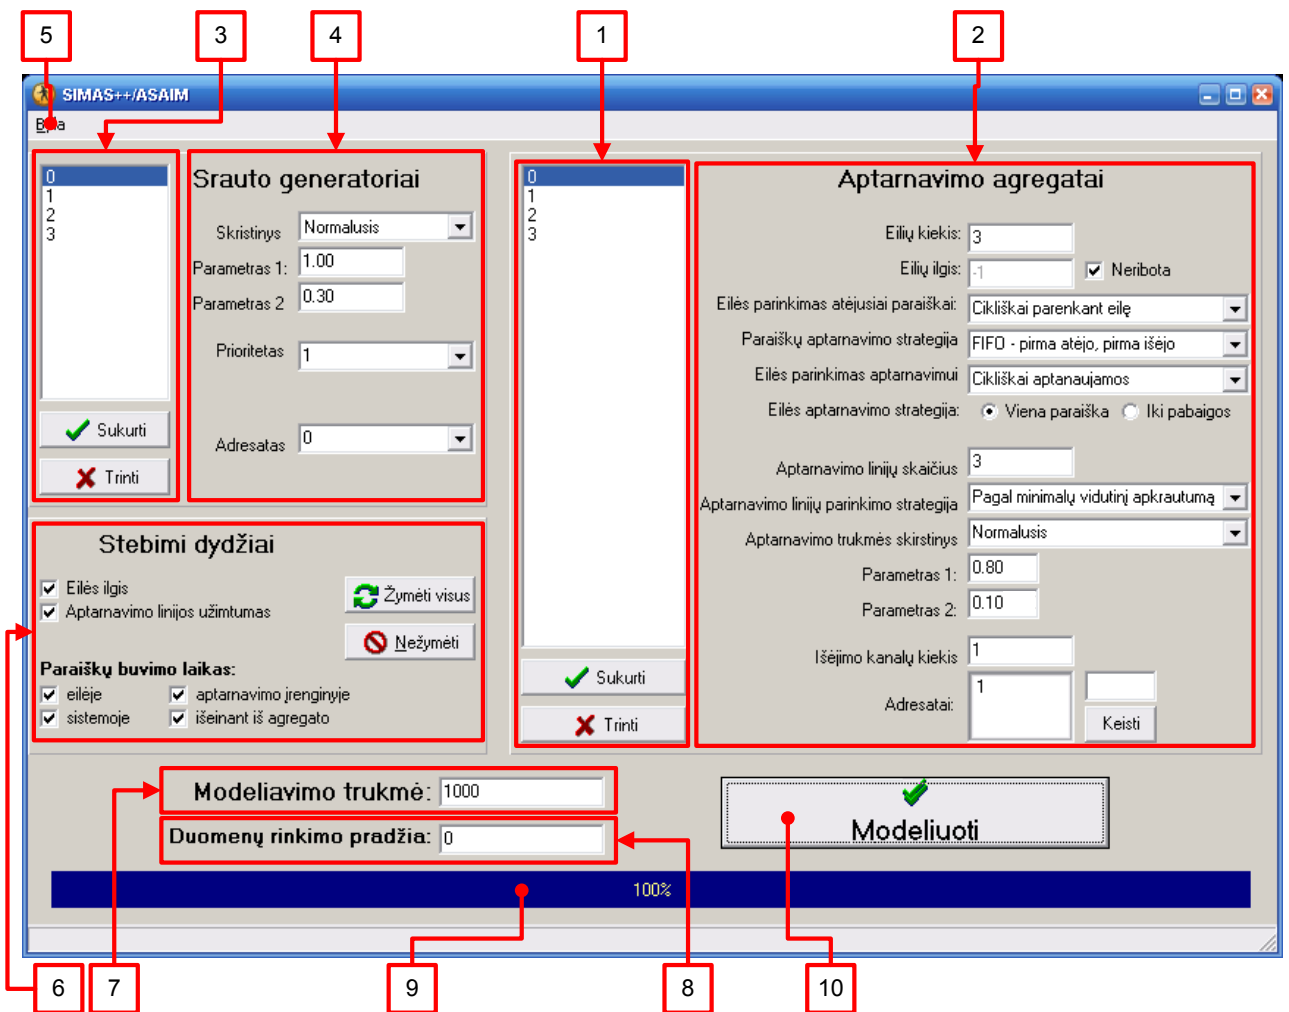 5
3
4
1
2
SIMAS++/ASAIM
0
1
2
3
Srauto generatoriai
Skristinys
Normalusis
Parametras 1:
1.00
Parametras 2
0.30
Prioritetas
1
Adresatas
0
Sukurti
Trinti
0
1
2
3
Sukurti
Trinti
Aptarnavimo agregatai
Eilių kiekis:
3
Eilių ilgis:
-1
Neribota
Eilės parinkimas atėjusiai paraiškai:
Cikliškai parenkant eilę
Paraiškų aptarnavimo strategija
FIFO - pirma atėjo, pirma išėjo
Eilės parinkimas aptarnavimui
Cikliškai aptanaujamos
Eilės aptarnavimo strategija:
Viena paraiška
Iki pabaigos
Aptarnavimo linijų skaičius
3
Aptarnavimo linijų parinkimo strategija
Pagal minimalų vidutinį apkrautumą
Aptarnavimo trukmės skirstinys
Normalusis
Parametras 1:
0.80
Parametras 2:
0.10
Išėjimo kanalų kiekis
1
Adresatai:
1
Keisti
Stebimi dydžiai
Eilės ilgis
Aptarnavimo linijos užimtumas
Žymėti visus
Nežymėti
Paraiškų buvimo laikas:
eilėje
aptarnavimo įrenginyje
sistemoje
išeinant iš agregato
Modeliavimo trukmė:
1000
Duomenų rinkimo pradžia:
0
Modeliuoti
100%
6
7
9
8
10